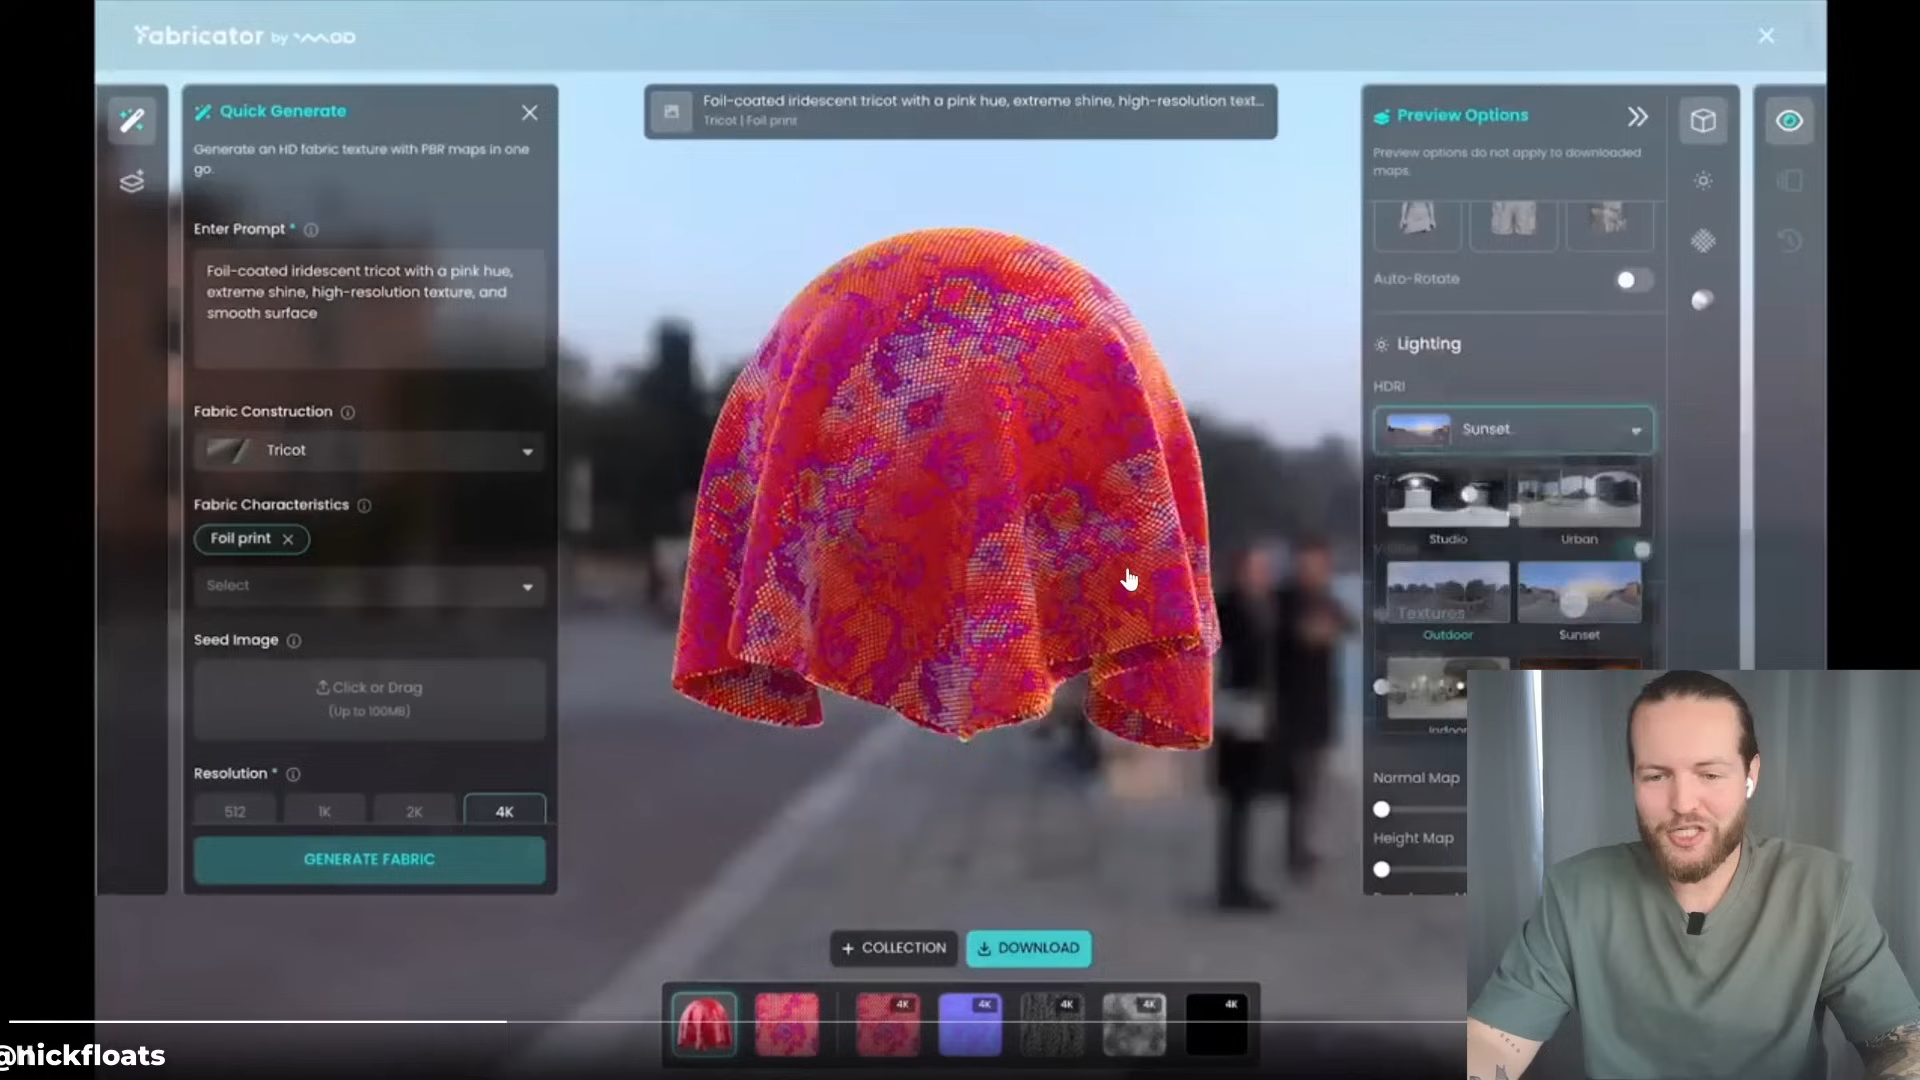 Fabricator by
Quick Generate
Generate an HD fabric texture with PBR maps in one
go.
Enter Prompt *
Foil-coated iridescent tricot with a pink hue,
extreme shine, high-resolution texture, and
smooth surface
Fabric Construction
Tricot
Fabric Characteristics
Foil print
Select
Seed Image
Click or Drag
(Up to 100MB)
Resolution *
512 1K 2K 4K
GENERATE FABRIC
Foil-coated iridescent tricot with a pink hue, extreme shine, high-resolution text...
Tricot | Foil print
+ COLLECTION
DOWNLOAD
4K 4K 4K 4K 4K
Preview Options
Preview options do not apply to downloaded
maps.
Auto-Rotate
Lighting
HDRI
Sunset
Studio Urban
Textures
Outdoor Sunset
Indoor
Normal Map
Height Map
@nickfloats